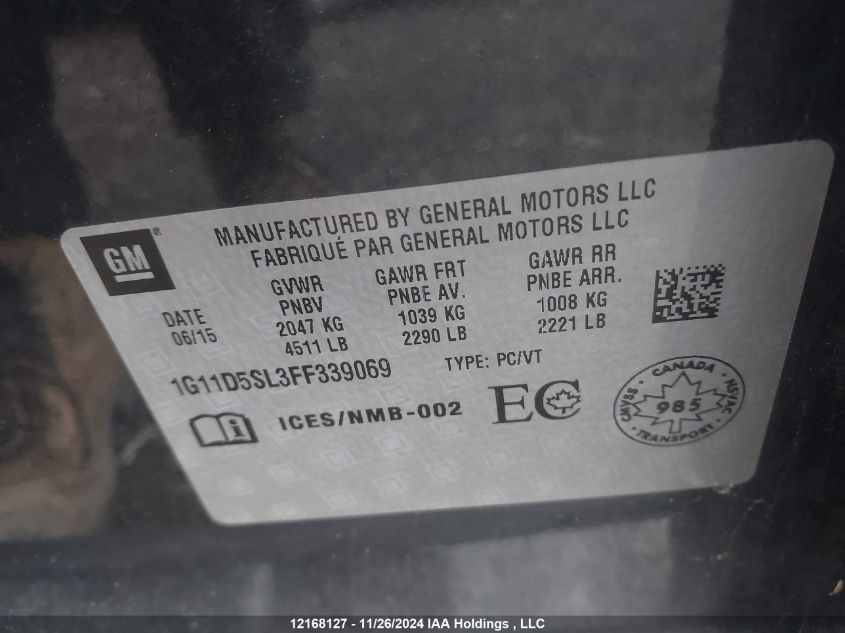 GM®
MANUFACTURED BY GENERAL MOTORS LLC
FABRIQUÉ PAR GENERAL MOTORS LLC
DATE
06/15
GVWR
PNBV
2047 KG
4511 LB
GAWR FRT
PNBE AV.
1039 KG
2290 LB
GAWR RR
PNBE ARR.
1008 KG
2221 LB
1G11D5SL3FF339069
TYPE: PC/VT
i ICES/NMB-002
EC
CANADA
CMVSS 985 NSVAC
TRANSPORT
12168127 - 11/26/2024 IAA Holdings , LLC